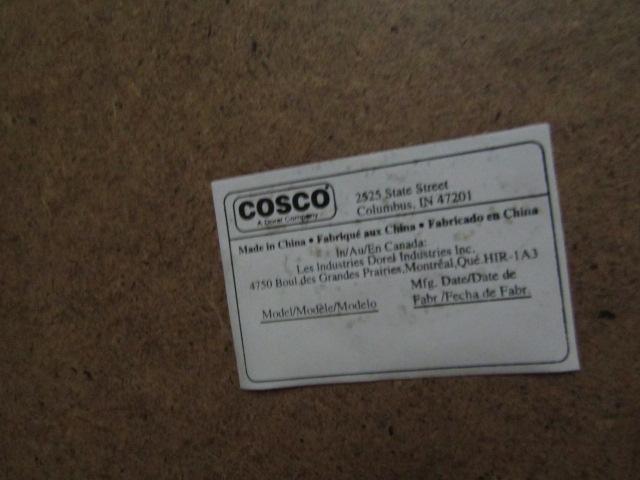 COSCO
A Dorel Company
2525 State Street
Columbus, IN 47201
Made in China • Fabriqué aux China • Fabricado en China
In/Au/En Canada:
Les Industries Dorel Industries Inc.
4750 Boul.des Grandes Prairies,Montréal,Qué.HIR-1A3
Model/Modèle/Modelo
Mfg. Date/Date de
Fabr./Fecha de Fabr.